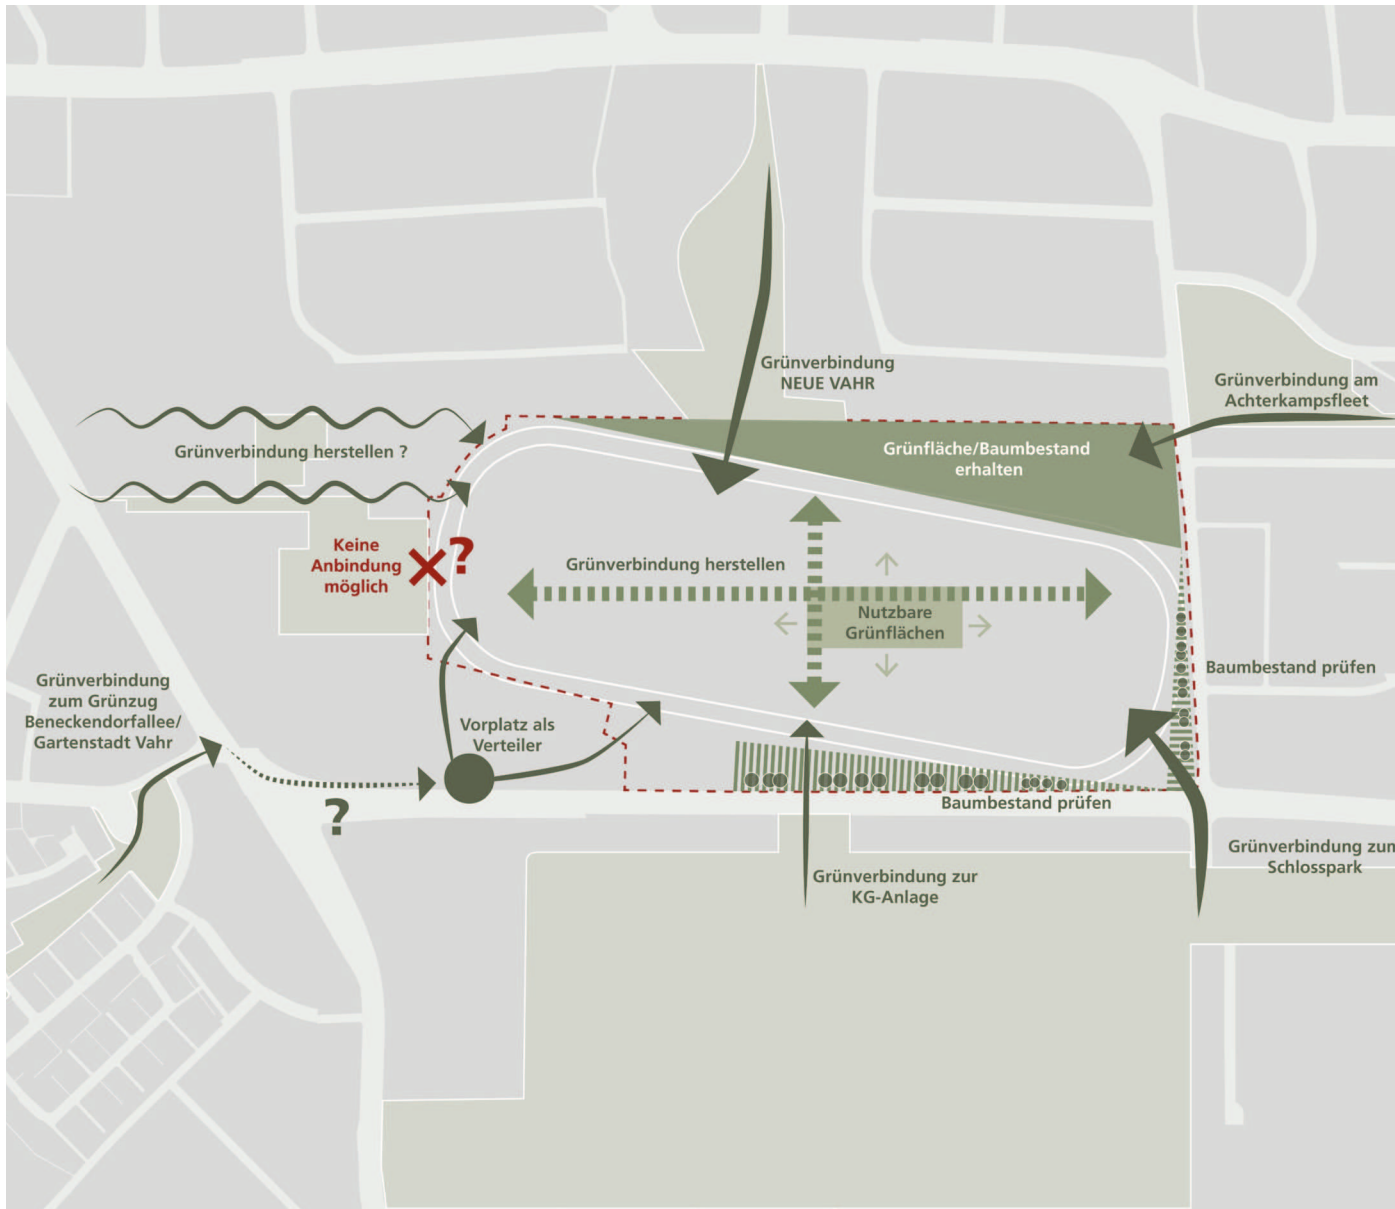 Grünverbindung
NEUE VAHR
Grünverbindung am
Achterkampsfleet
Grünverbindung herstellen ?
Grünfläche/Baumbestand
erhalten
Keine
Anbindung
möglich
?
Grünverbindung herstellen
Nutzbare
Grünflächen
Baumbestand prüfen
Grünverbindung
zum Grünzug
Beneckendorfallee/
Gartenstadt Vahr
Vorplatz als
Verteiler
?
Baumbestand prüfen
Grünverbindung zur
KG-Anlage
Grünverbindung zum
Schlosspark